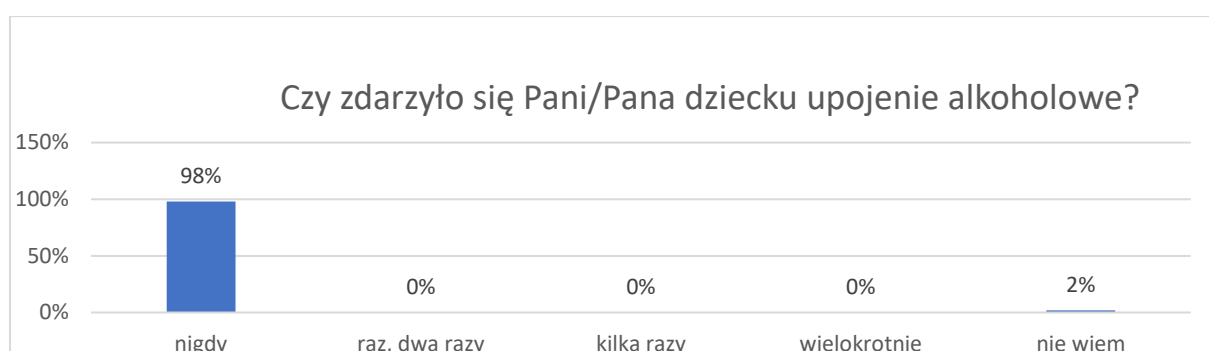 Czy zdarzyło się Pani/Pana dziecku upojenie alkoholowe?
150%
98%
100%
50%
0% 0% 0% 2%
0%
nigdy raz, dwa razy kilka razy wielokrotnie nie wiem